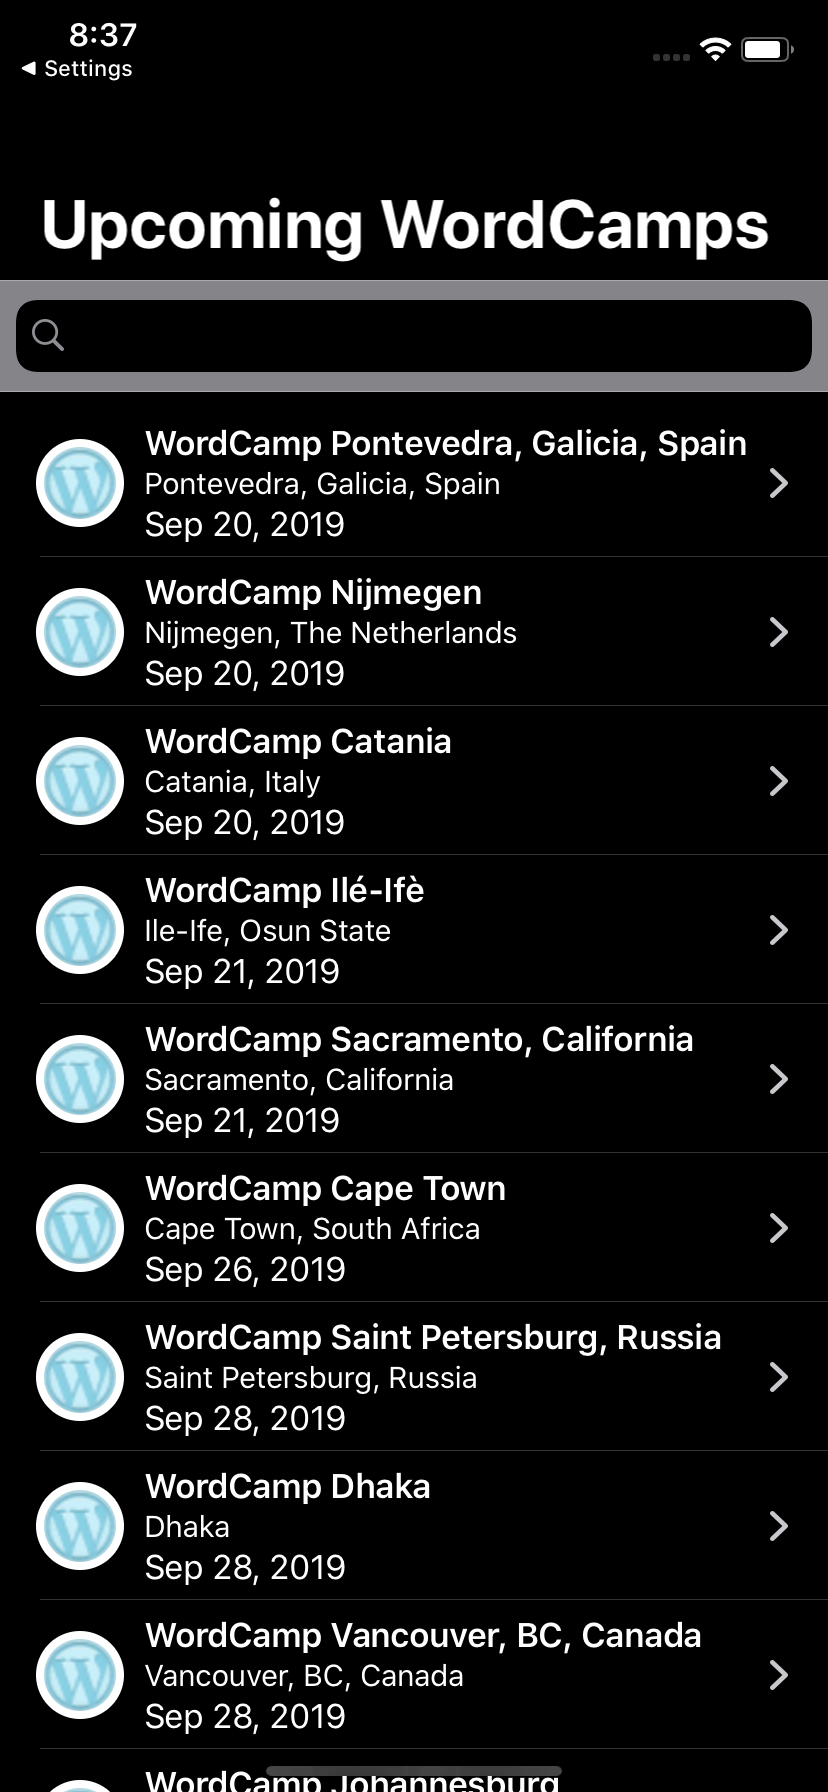 8:37
◀ Settings
Upcoming WordCamps
WordCamp Pontevedra, Galicia, Spain
Pontevedra, Galicia, Spain
Sep 20, 2019
WordCamp Nijmegen
Nijmegen, The Netherlands
Sep 20, 2019
WordCamp Catania
Catania, Italy
Sep 20, 2019
WordCamp Ilé-Ifè
Ile-Ife, Osun State
Sep 21, 2019
WordCamp Sacramento, California
Sacramento, California
Sep 21, 2019
WordCamp Cape Town
Cape Town, South Africa
Sep 26, 2019
WordCamp Saint Petersburg, Russia
Saint Petersburg, Russia
Sep 28, 2019
WordCamp Dhaka
Dhaka
Sep 28, 2019
WordCamp Vancouver, BC, Canada
Vancouver, BC, Canada
Sep 28, 2019
WordCamp Johannesburg